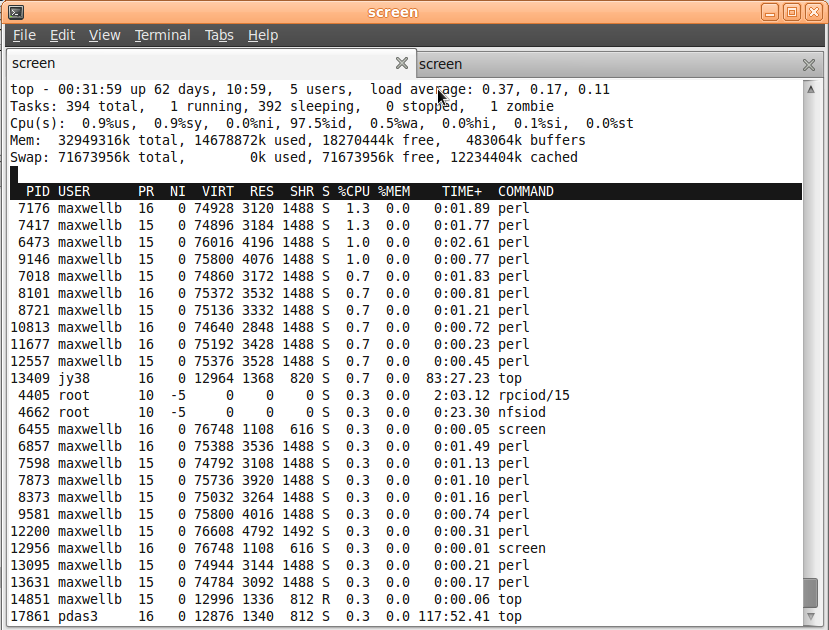 screen
File Edit View Terminal Tabs Help
screen screen
top - 00:31:59 up 62 days, 10:59,  5 users,  load average: 0.37, 0.17, 0.11
Tasks: 394 total,   1 running, 392 sleeping,   0 stopped,   1 zombie
Cpu(s):  0.9%us,  0.9%sy,  0.0%ni, 97.5%id,  0.5%wa,  0.0%hi,  0.1%si,  0.0%st
Mem:  32949316k total, 14678872k used, 18270444k free,   483064k buffers
Swap: 71673956k total,        0k used, 71673956k free, 12234404k cached
  PID USER      PR  NI  VIRT  RES  SHR S %CPU %MEM    TIME+  COMMAND
 7176 maxwellb  16   0 74928 3120 1488 S  1.3  0.0   0:01.89 perl
 7417 maxwellb  15   0 74896 3184 1488 S  1.3  0.0   0:01.77 perl
 6473 maxwellb  15   0 76016 4196 1488 S  1.0  0.0   0:02.61 perl
 9146 maxwellb  15   0 75800 4076 1488 S  1.0  0.0   0:00.77 perl
 7018 maxwellb  15   0 74860 3172 1488 S  0.7  0.0   0:01.83 perl
 8101 maxwellb  16   0 75372 3532 1488 S  0.7  0.0   0:00.81 perl
 8721 maxwellb  15   0 75136 3332 1488 S  0.7  0.0   0:01.21 perl
10813 maxwellb  16   0 74640 2848 1488 S  0.7  0.0   0:00.72 perl
11677 maxwellb  16   0 75192 3428 1488 S  0.7  0.0   0:00.23 perl
12557 maxwellb  15   0 75376 3528 1488 S  0.7  0.0   0:00.45 perl
13409 jy38      16   0 12964 1368  820 S  0.7  0.0  83:27.23 top
 4405 root      10  -5     0    0    0 S  0.3  0.0   2:03.12 rpciod/15
 4662 root      10  -5     0    0    0 S  0.3  0.0   0:23.30 nfsiod
 6455 maxwellb  16   0 76748 1108  616 S  0.3  0.0   0:00.05 screen
 6857 maxwellb  16   0 75388 3536 1488 S  0.3  0.0   0:01.49 perl
 7598 maxwellb  15   0 74792 3108 1488 S  0.3  0.0   0:01.13 perl
 7873 maxwellb  15   0 75736 3920 1488 S  0.3  0.0   0:01.10 perl
 8373 maxwellb  15   0 75032 3264 1488 S  0.3  0.0   0:01.16 perl
 9581 maxwellb  15   0 75800 4016 1488 S  0.3  0.0   0:00.74 perl
12200 maxwellb  15   0 76608 4792 1492 S  0.3  0.0   0:00.31 perl
12956 maxwellb  16   0 76748 1108  616 S  0.3  0.0   0:00.01 screen
13095 maxwellb  15   0 74944 3144 1488 S  0.3  0.0   0:00.21 perl
13631 maxwellb  15   0 74784 3092 1488 S  0.3  0.0   0:00.17 perl
14851 maxwellb  15   0 12996 1336  812 R  0.3  0.0   0:00.06 top
17861 pdas3     16   0 12876 1340  812 S  0.3  0.0 117:52.41 top